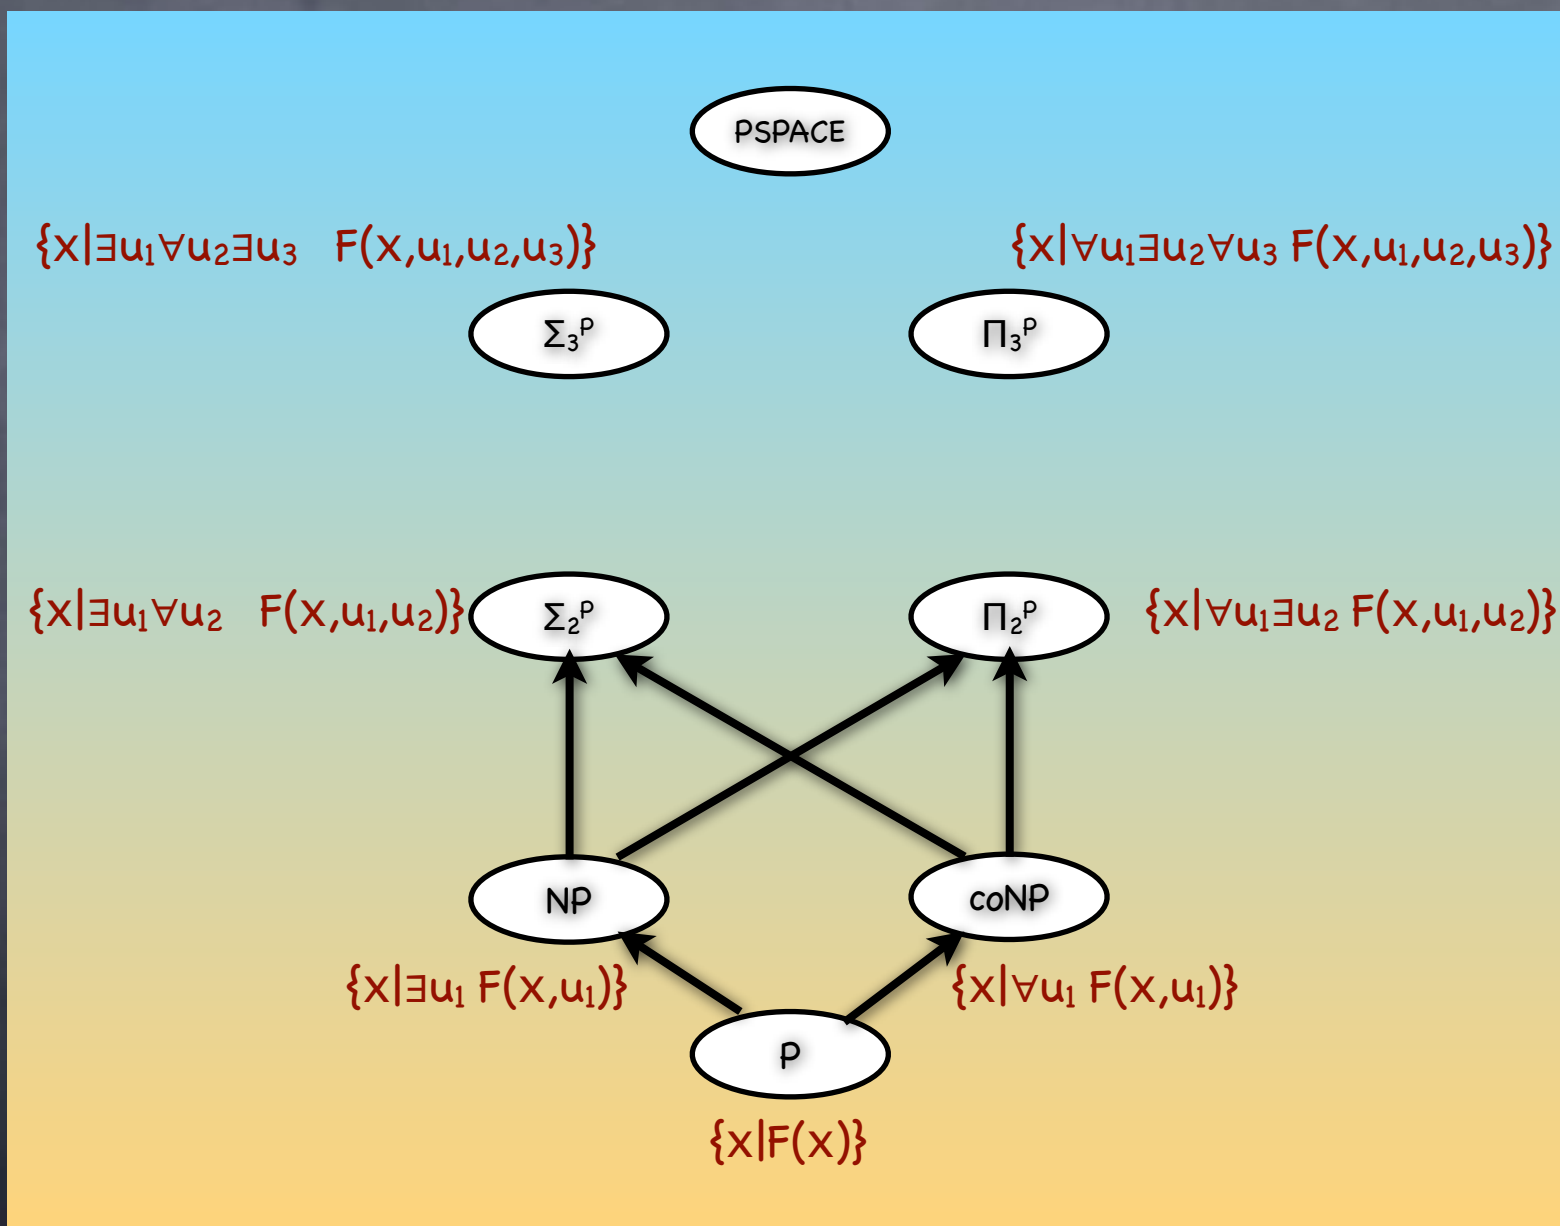 PSPACE
{x|∃u₁∀u₂∃u₃ F(x,u₁,u₂,u₃)} {x|∀u₁∃u₂∀u₃ F(x,u₁,u₂,u₃)}
Σ₃ᴾ Π₃ᴾ
{x|∃u₁∀u₂ F(x,u₁,u₂)} Σ₂ᴾ Π₂ᴾ {x|∀u₁∃u₂ F(x,u₁,u₂)}
NP coNP
{x|∃u₁ F(x,u₁)} {x|∀u₁ F(x,u₁)}
P
{x|F(x)}